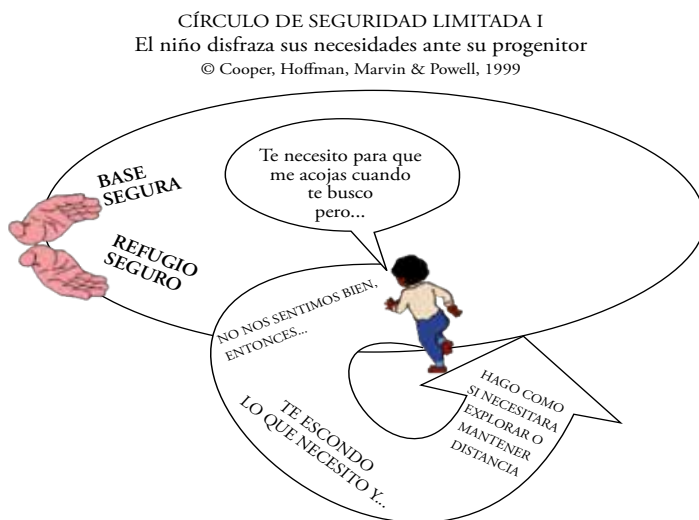 CÍRCULO DE SEGURIDAD LIMITADA I
El niño disfraza sus necesidades ante su progenitor
© Cooper, Hoffman, Marvin & Powell, 1999
BASE
SEGURA
REFUGIO
SEGURO
Te necesito para que
me acojas cuando
te busco
pero...
NO NOS SENTIMOS BIEN,
ENTONCES...
TE ESCONDO
LO QUE NECESITO Y...
HAGO COMO
SI NECESITARA
EXPLORAR O
MANTENER
DISTANCIA